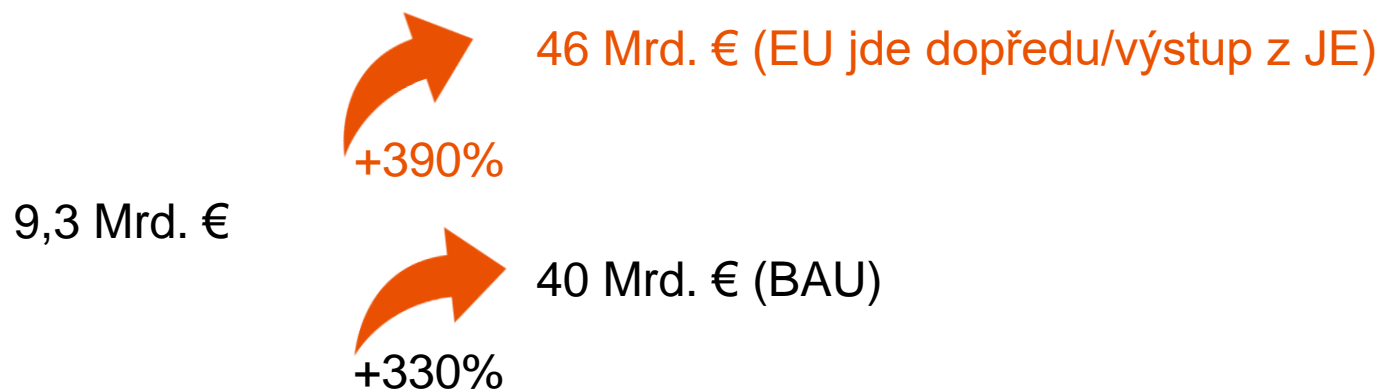 46 Mrd. € (EU jde dopředu/výstup z JE)
+390%
9,3 Mrd. €
40 Mrd. € (BAU)
+330%